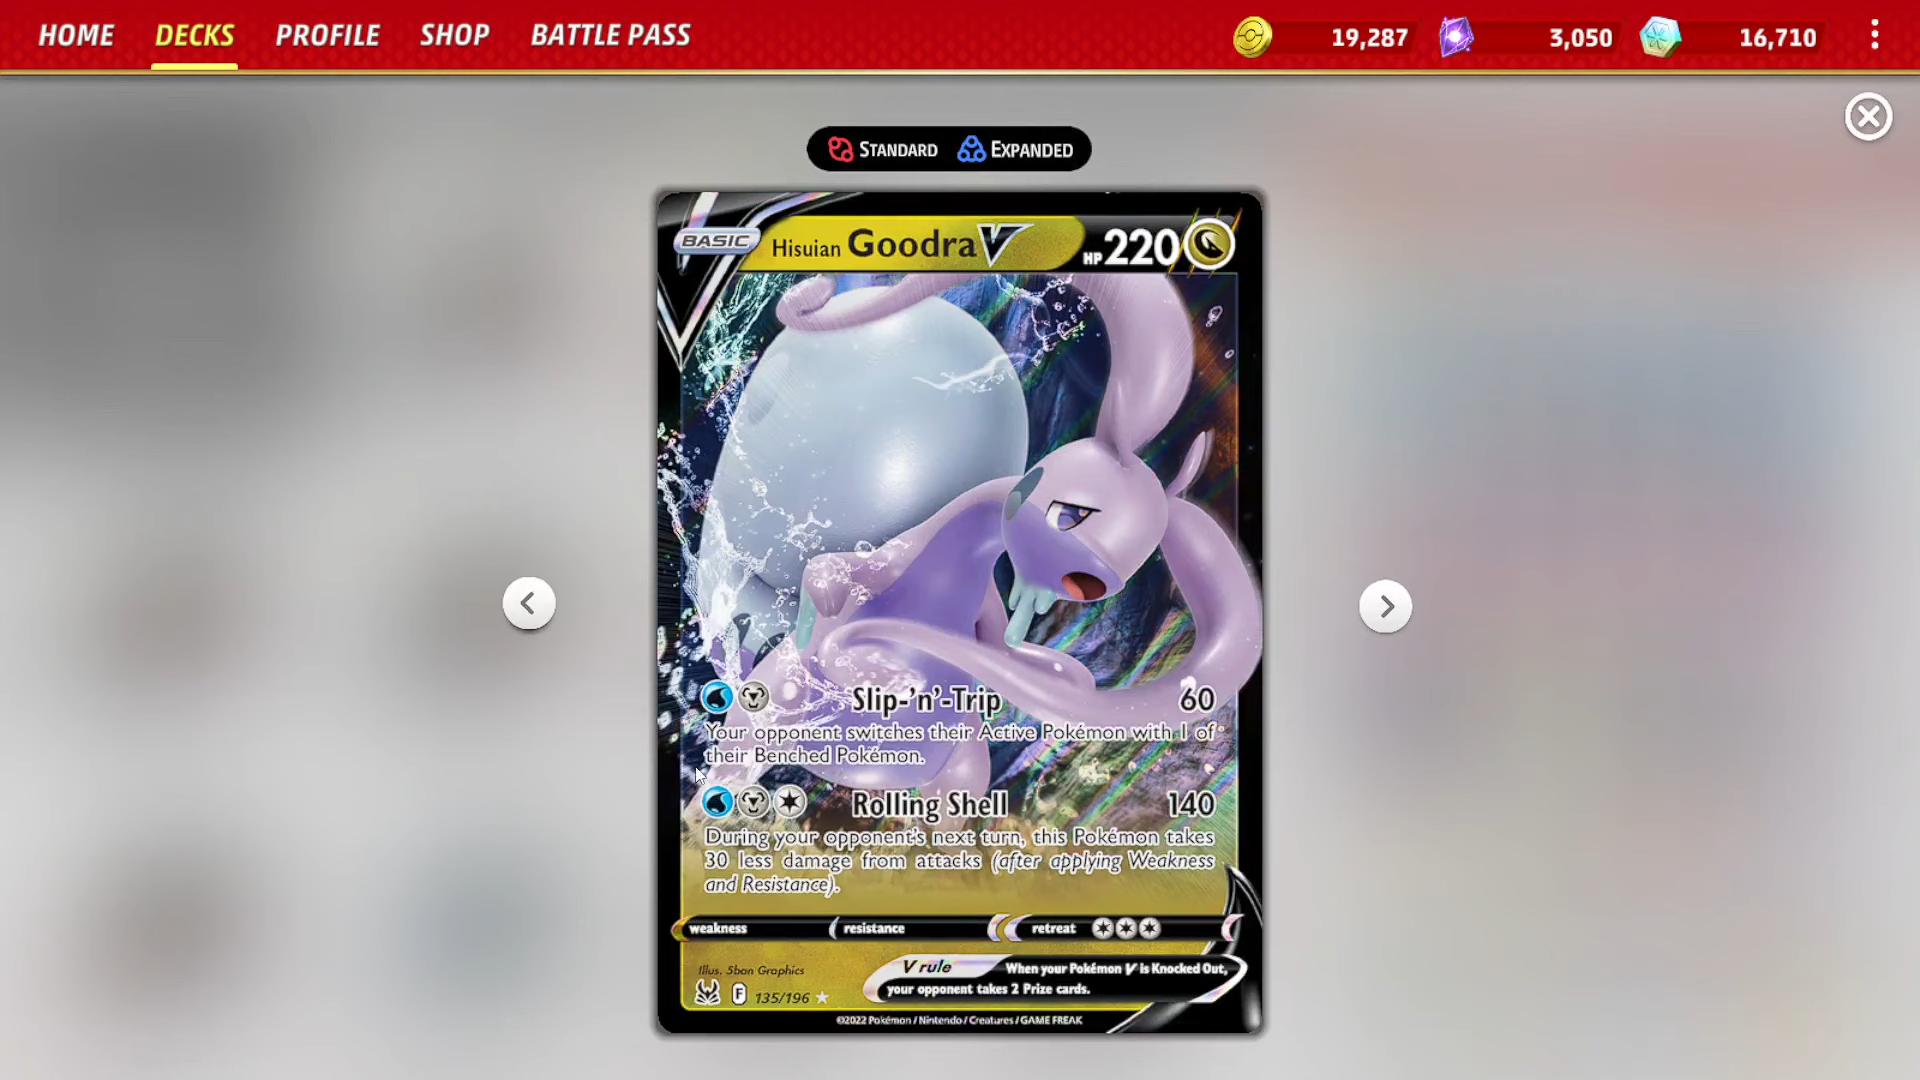 HOME DECKS PROFILE SHOP BATTLE PASS 19,287 3,050 16,710
STANDARD EXPANDED
BASIC Hisuian Goodra V HP 220
Slip-'n'-Trip 60
Your opponent switches their Active Pokémon with 1 of
their Benched Pokémon.
Rolling Shell 140
During your opponent's next turn, this Pokémon takes
30 less damage from attacks (after applying Weakness
and Resistance).
weakness resistance retreat
Illus. 5ban Graphics
V rule When your Pokémon V is Knocked Out,
your opponent takes 2 Prize cards.
F 135/196
©2022 Pokémon / Nintendo / Creatures / GAME FREAK